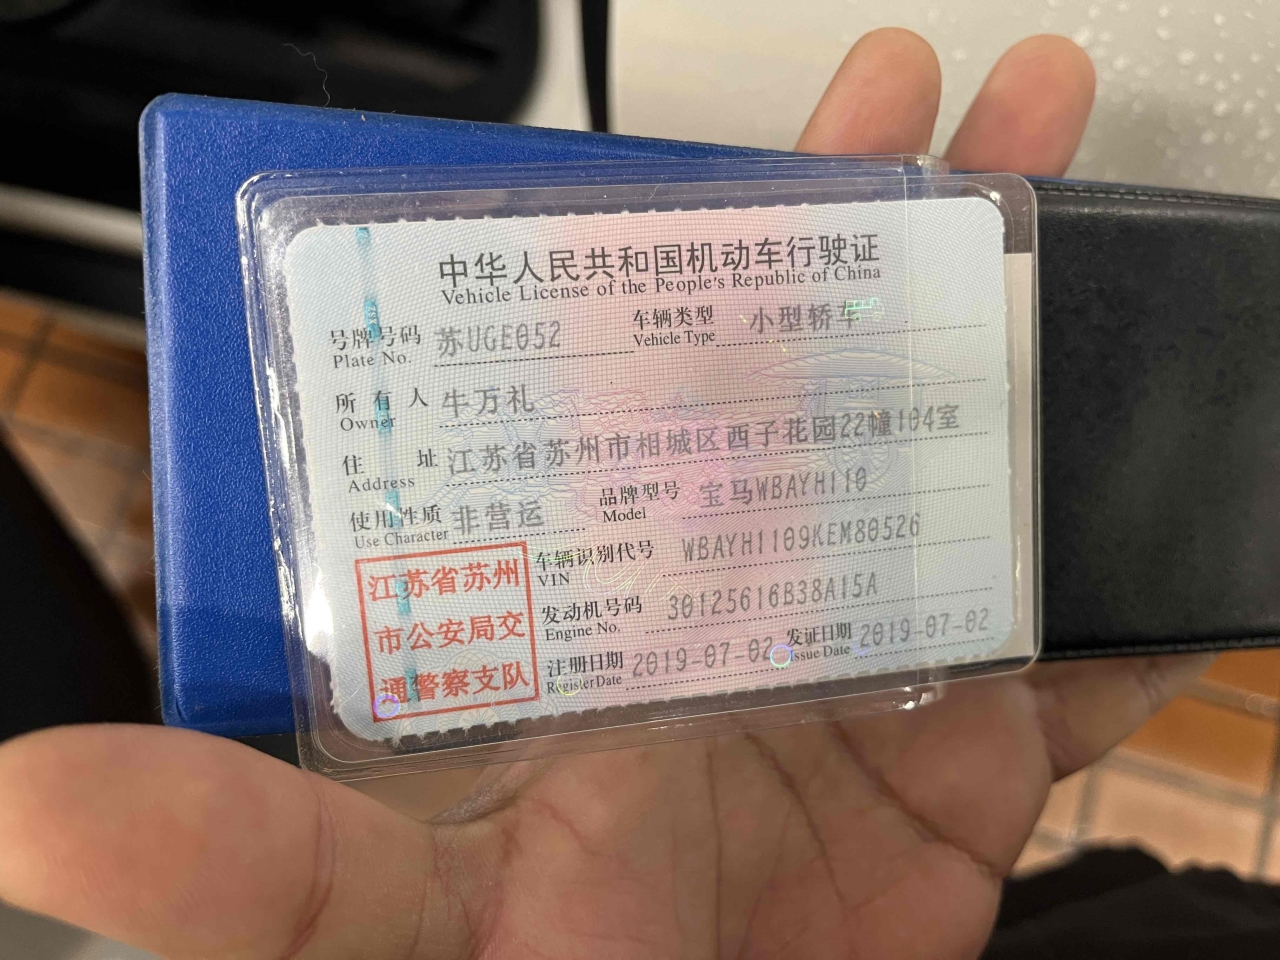 中华人民共和国机动车行驶证
Vehicle License of the People's Republic of China
号牌号码 苏UGE052 车辆类型 小型轿车
Plate No. Vehicle Type
所有人 牛万礼
Owner
住址 江苏省苏州市相城区西子花园22幢104室
Address
使用性质 非营运 品牌型号 宝马WBAYH110
Use Character Model
江苏省苏州
市公安局交
通警察支队
车辆识别代号 WBAYH1109KEM80526
VIN
发动机号码 30125616B38A15A
Engine No.
注册日期 2019-07-02 发证日期 2019-07-02
Register Date Issue Date